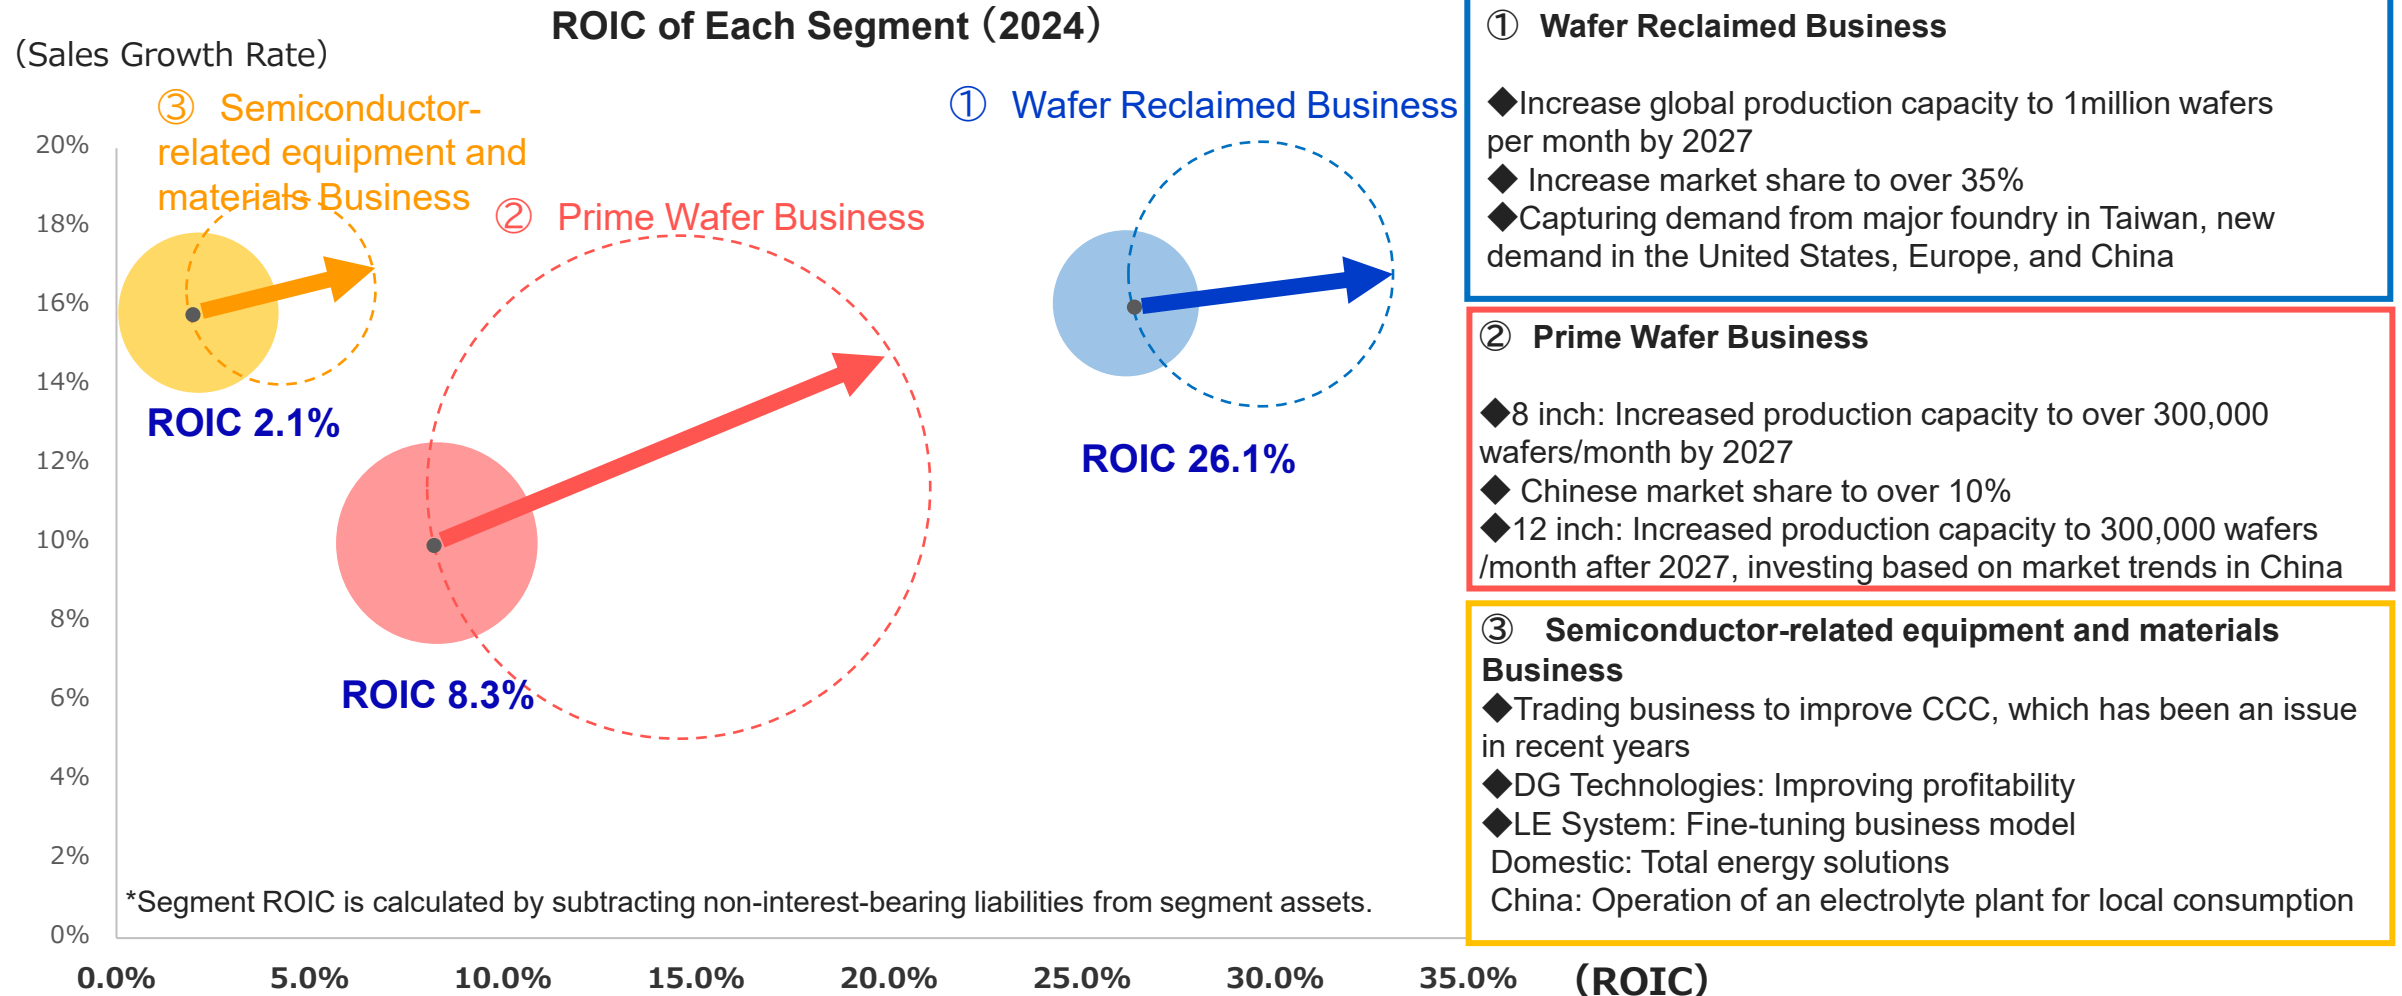 ROIC of Each Segment（2024）
（Sales Growth Rate）
③ Semiconductor-
related equipment and
materials Business
② Prime Wafer Business
① Wafer Reclaimed Business
20%
18%
16%
14%
12%
10%
8%
6%
4%
2%
0%
ROIC 2.1%
ROIC 8.3%
ROIC 26.1%
*Segment ROIC is calculated by subtracting non-interest-bearing liabilities from segment assets.
0.0% 5.0% 10.0% 15.0% 20.0% 25.0% 30.0% 35.0% （ROIC）
① Wafer Reclaimed Business
◆Increase global production capacity to 1million wafers
per month by 2027
◆ Increase market share to over 35%
◆Capturing demand from major foundry in Taiwan, new
demand in the United States, Europe, and China
② Prime Wafer Business
◆8 inch: Increased production capacity to over 300,000
wafers/month by 2027
◆ Chinese market share to over 10%
◆12 inch: Increased production capacity to 300,000 wafers
/month after 2027, investing based on market trends in China
③ Semiconductor-related equipment and materials
Business
◆Trading business to improve CCC, which has been an issue
in recent years
◆DG Technologies: Improving profitability
◆LE System: Fine-tuning business model
Domestic: Total energy solutions
China: Operation of an electrolyte plant for local consumption